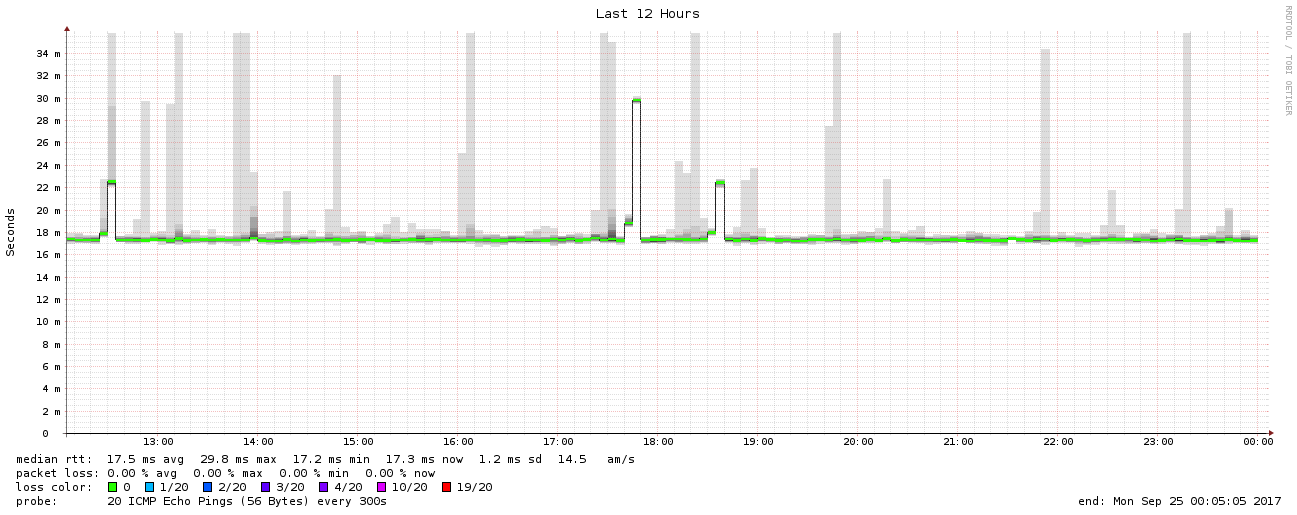 Last 12 Hours
RRDTOOL / TOBI OETIKER
Seconds
34 m
32 m
30 m
28 m
26 m
24 m
22 m
20 m
18 m
16 m
14 m
12 m
10 m
8 m
6 m
4 m
2 m
0
13:00 14:00 15:00 16:00 17:00 18:00 19:00 20:00 21:00 22:00 23:00 00:00
median rtt: 17.5 ms avg 29.8 ms max 17.2 ms min 17.3 ms now 1.2 ms sd 14.5 am/s
packet loss: 0.00 % avg 0.00 % max 0.00 % min 0.00 % now
loss color: 0 1/20 2/20 3/20 4/20 10/20 19/20
probe: 20 ICMP Echo Pings (56 Bytes) every 300s end: Mon Sep 25 00:05:05 2017